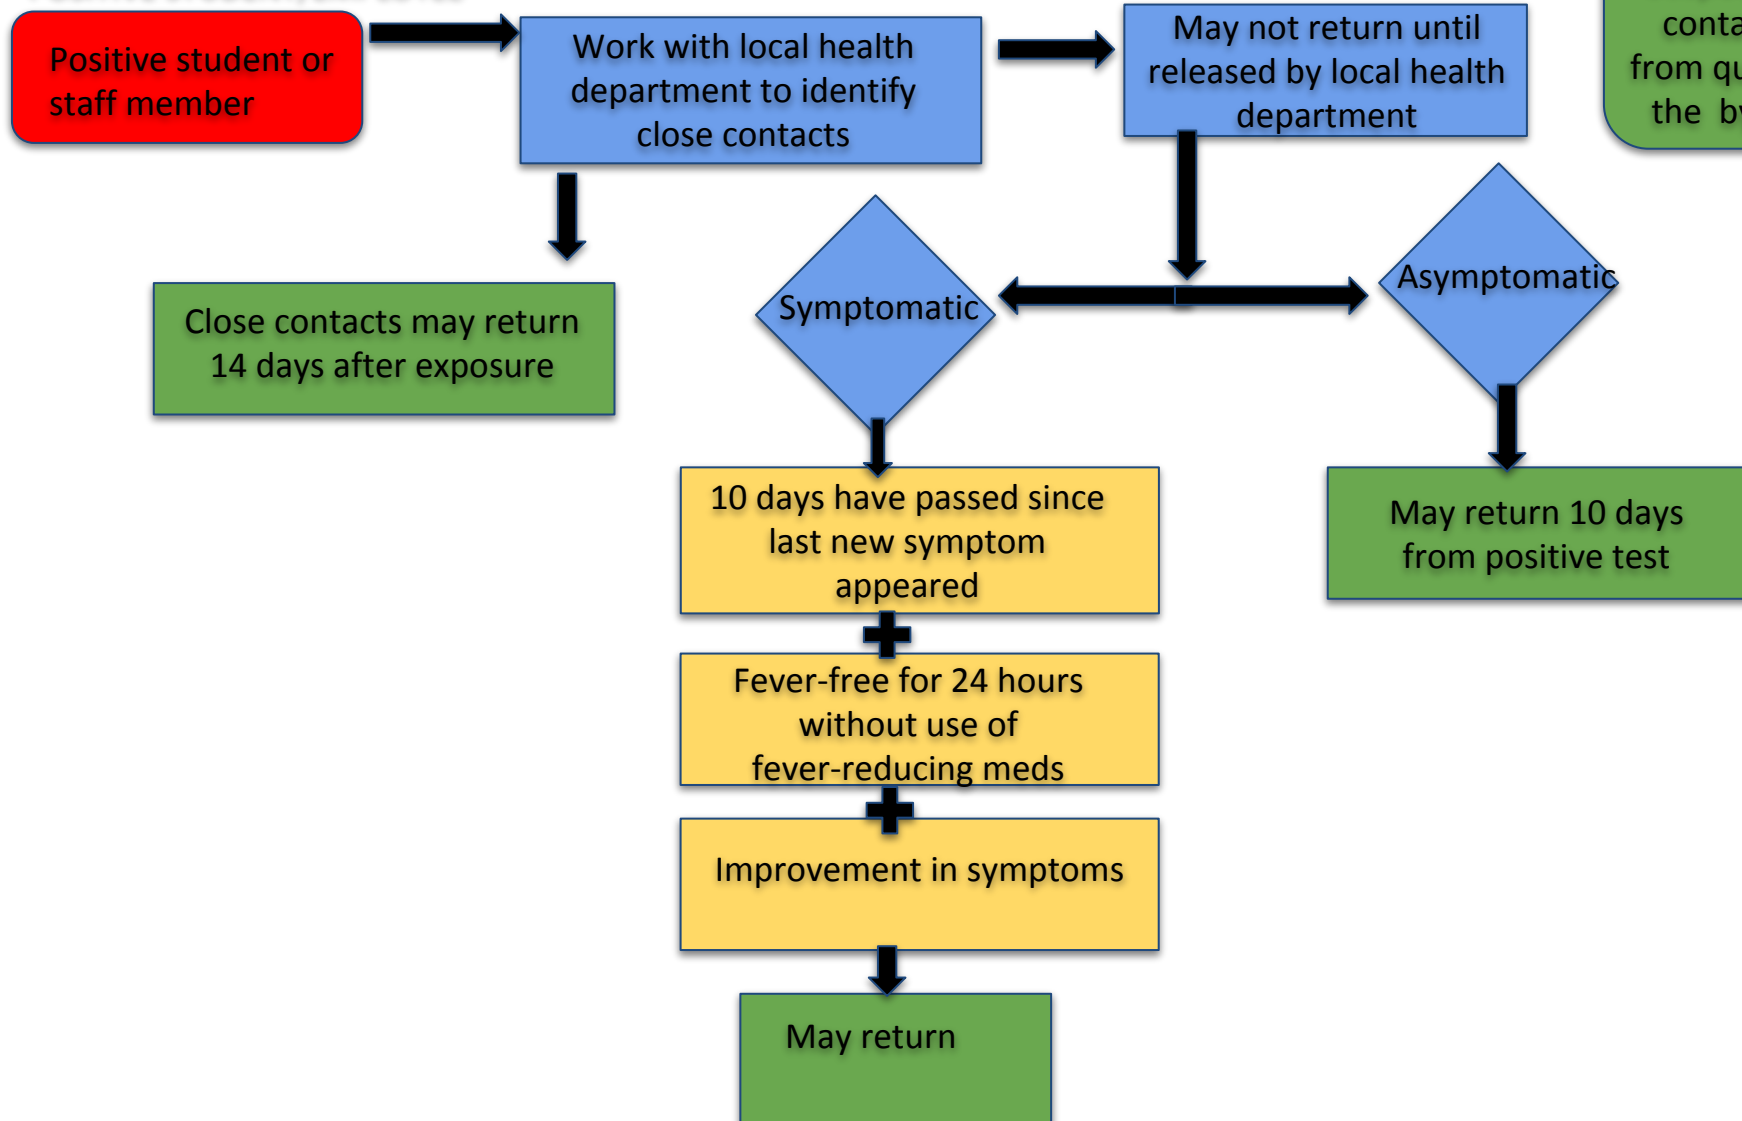 Positive student or
staff member
Work with local health
department to identify
close contacts
May not return until
released by local health
department
from
the by
Close contacts may return
14 days after exposure
Symptomatic
Asymptomatic
10 days have passed since
last new symptom
appeared
May return 10 days
from positive test
Fever-free for 24 hours
without use of
fever-reducing meds
Improvement in symptoms
May return